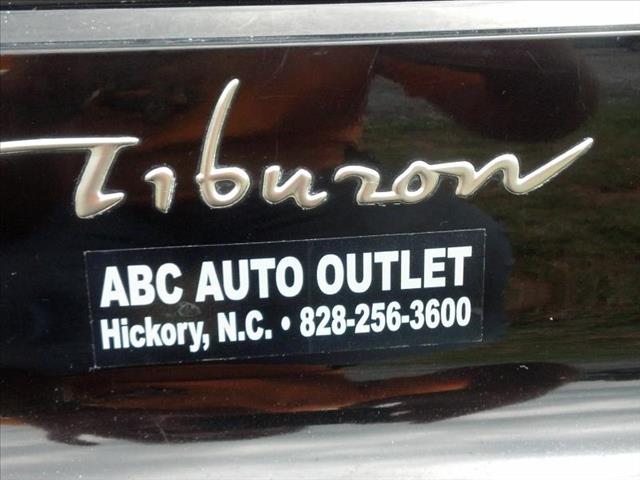 Tiburon
ABC AUTO OUTLET
Hickory, N.C. • 828-256-3600